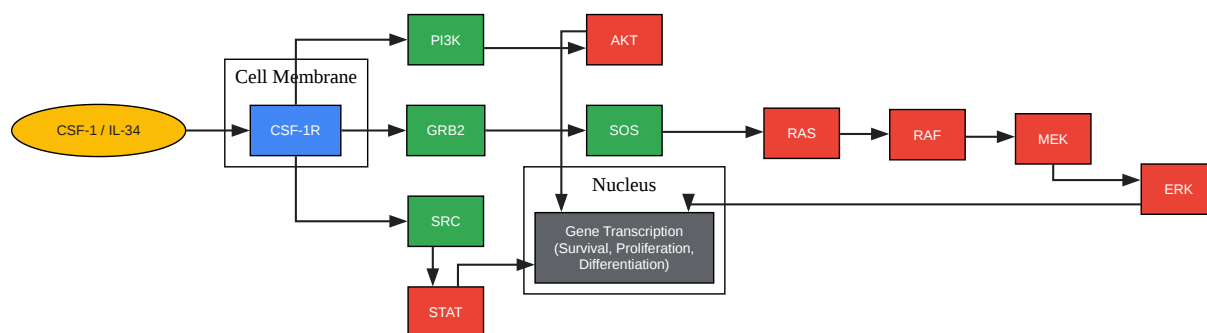 PI3K
AKT
Cell Membrane
CSF-1 / IL-34
CSF-1R
GRB2
SOS
RAS
RAF
MEK
ERK
Nucleus
SRC
Gene Transcription
(Survival, Proliferation,
Differentiation)
STAT